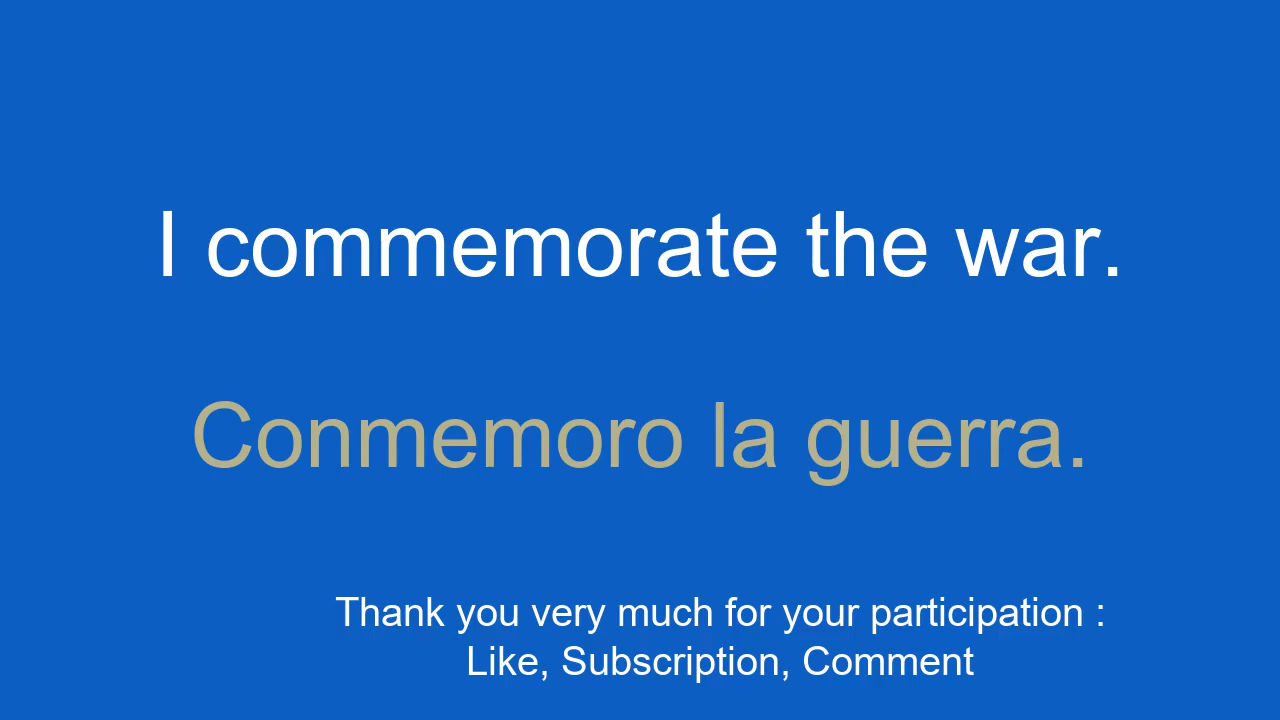 I commemorate the war.
Conmemoro la guerra.
Thank you very much for your participation :
Like, Subscription, Comment